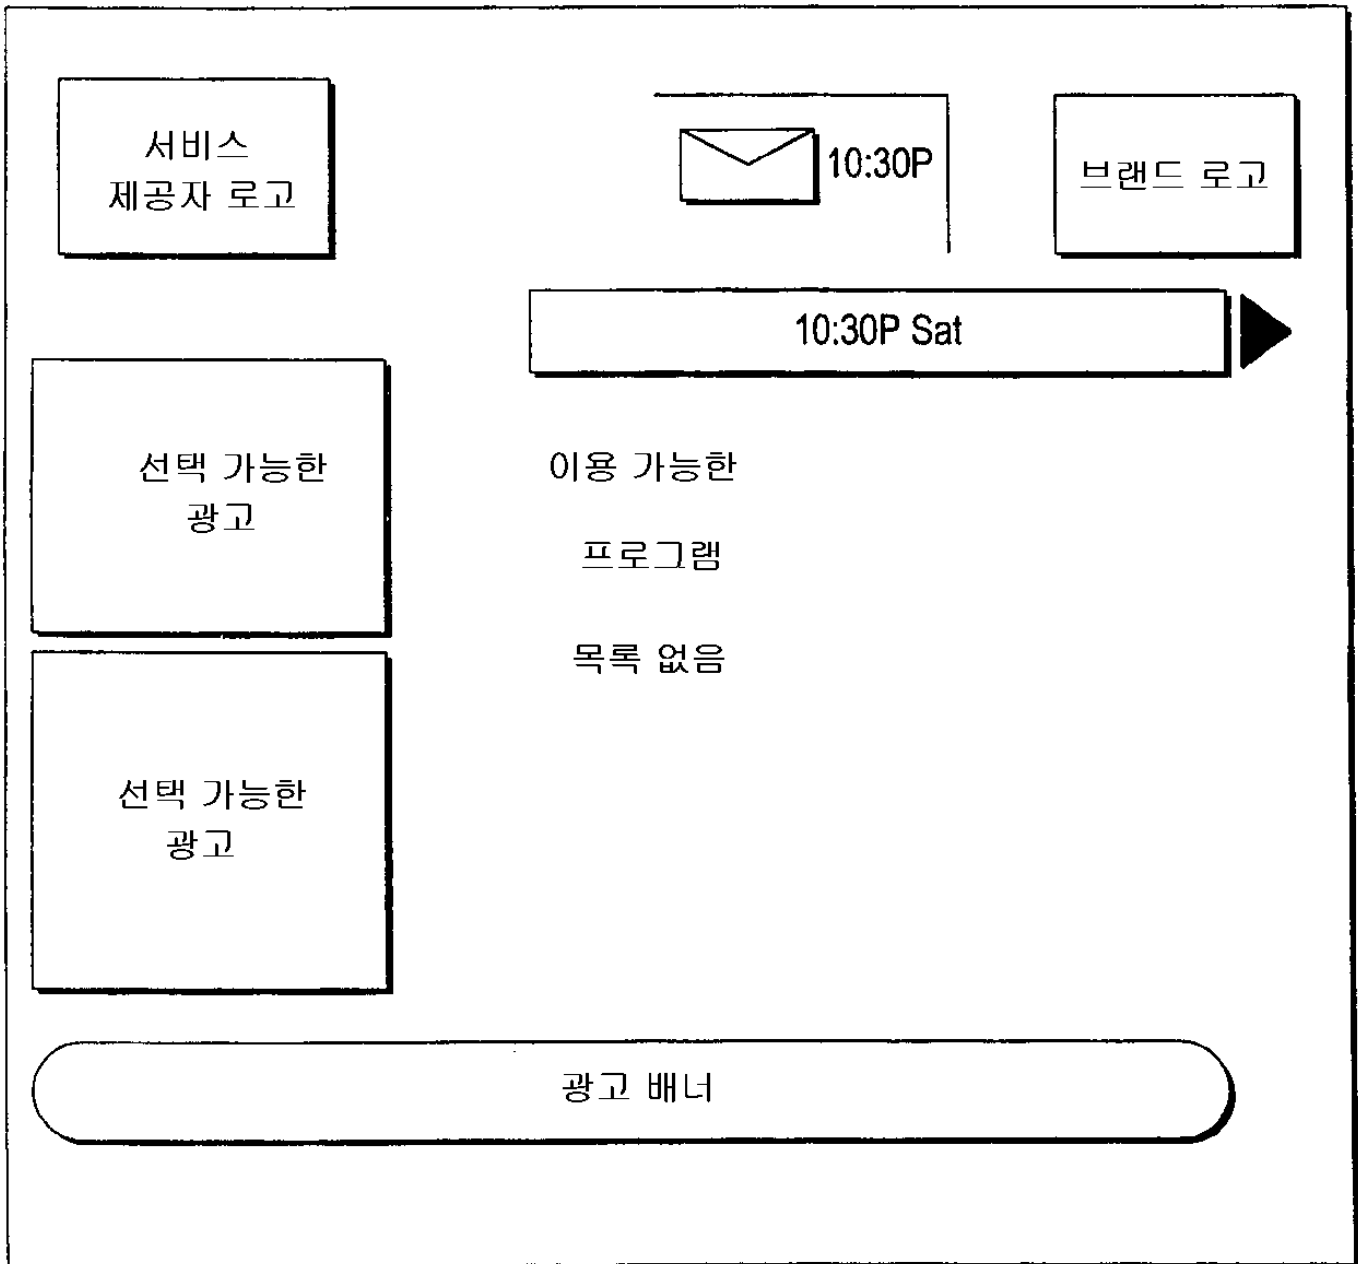 서비스
제공자 로고
10:30P
브랜드 로고
10:30P Sat
선택 가능한
광고
이용 가능한
프로그램
목록 없음
선택 가능한
광고
광고 배너